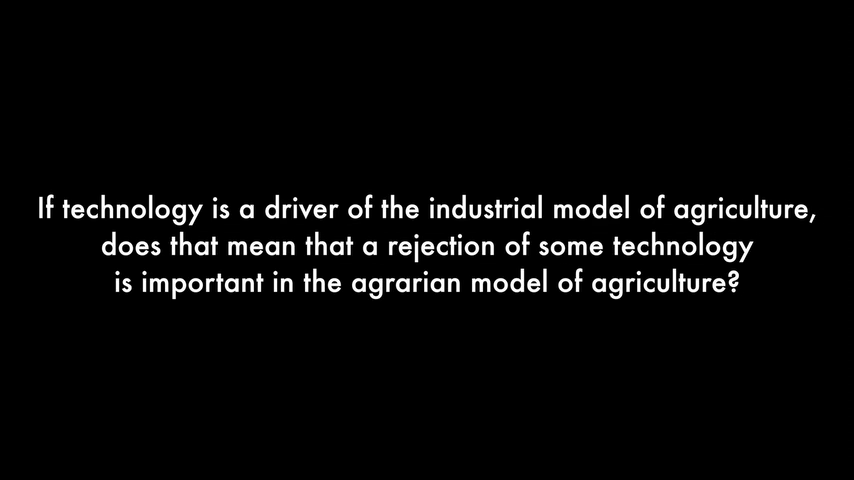 If technology is a driver of the industrial model of agriculture,
does that mean that a rejection of some technology
is important in the agrarian model of agriculture?